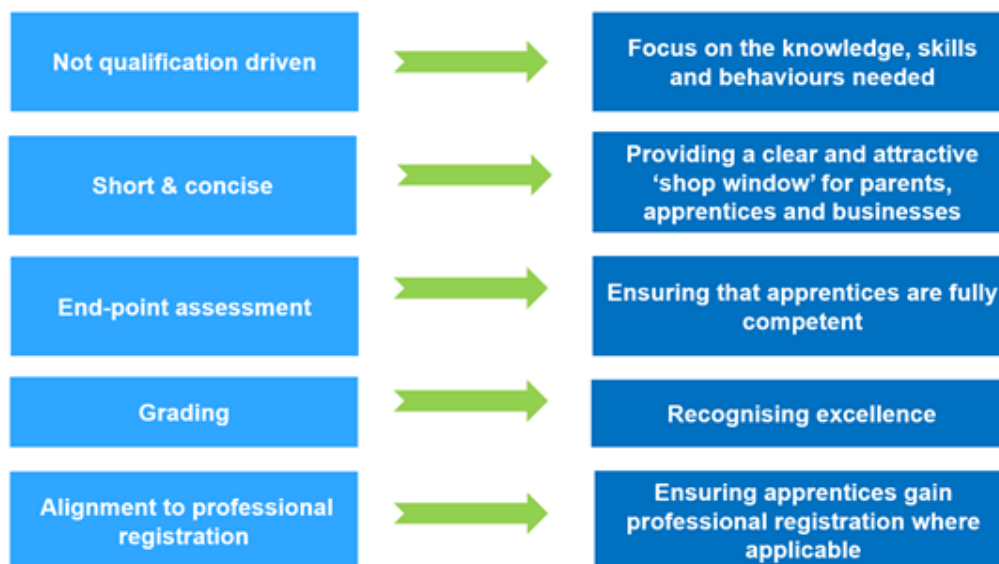 Not qualification driven
Focus on the knowledge, skills
and behaviours needed
Short & concise
Providing a clear and attractive
‘shop window’ for parents,
apprentices and businesses
End-point assessment
Ensuring that apprentices are fully
competent
Grading
Recognising excellence
Alignment to professional
registration
Ensuring apprentices gain
professional registration where
applicable